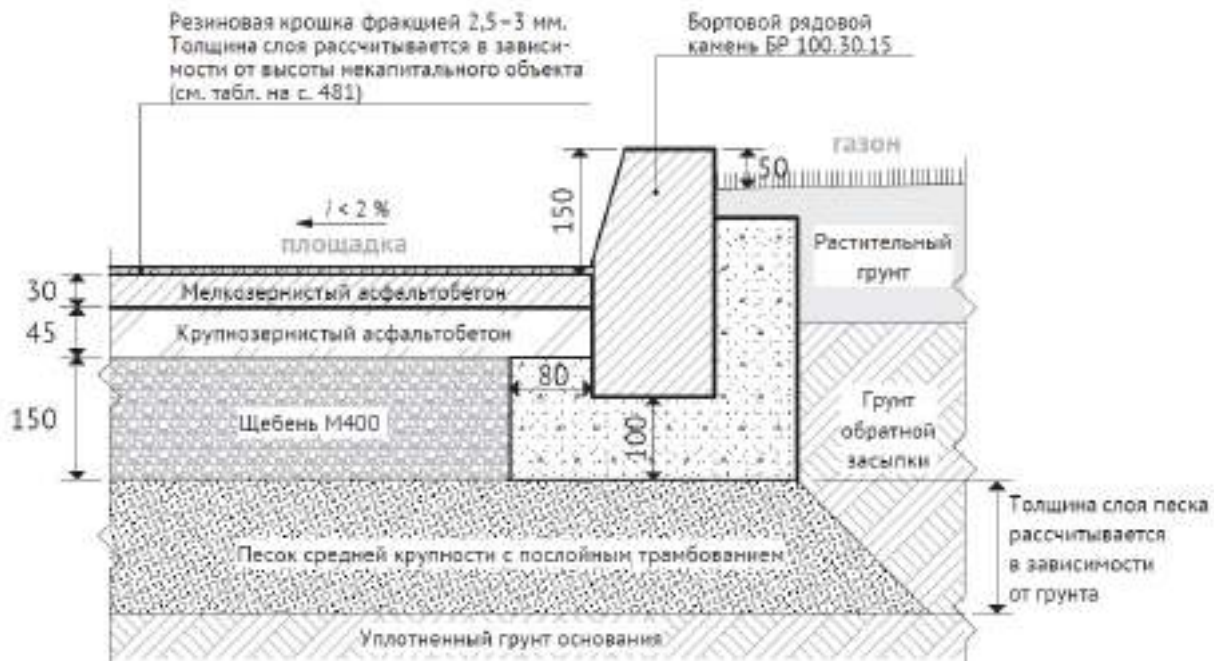 Резиновая крошка фракцией 2,5–3 мм.
Толщина слоя рассчитывается в зависи-
мости от высоты некапитального объекта
(см. табл. на с. 481)
Бортовой рядовой
камень БР 100.30.15
газон
50
150
i < 2 %
площадка
Растительный
грунт
30
Мелкозернистый асфальтобетон
45
Крупнозернистый асфальтобетон
80
150
Щебень М400
100
Грунт
обратной
засыпки
Толщина слоя песка
рассчитывается
в зависимости
от грунта
Песок средней крупности с послойным трамбованием
Уплотненный грунт основания